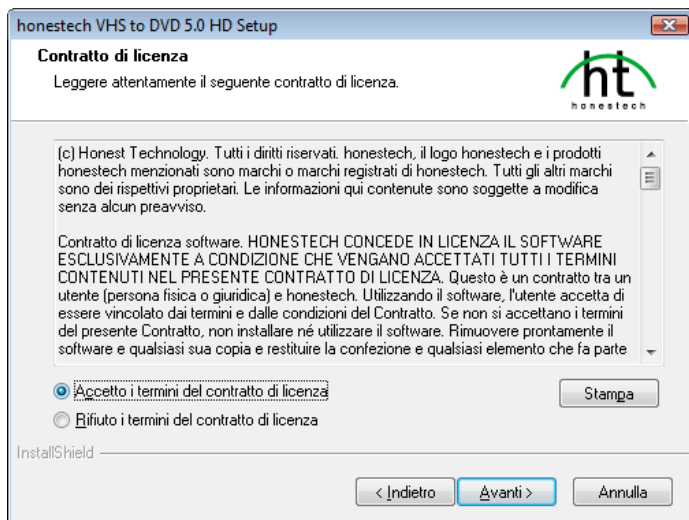 honestech VHS to DVD 5.0 HD Setup
Contratto di licenza
Leggere attentamente il seguente contratto di licenza.
ht
honestech
(c) Honest Technology. Tutti i diritti riservati. honestech, il logo honestech e i prodotti
honestech menzionati sono marchi o marchi registrati di honestech. Tutti gli altri marchi
sono dei rispettivi proprietari. Le informazioni qui contenute sono soggette a modifica
senza alcun preavviso.
Contratto di licenza software. HONESTECH CONCEDE IN LICENZA IL SOFTWARE
ESCLUSIVAMENTE A CONDIZIONE CHE VENGANO ACCETTATI TUTTI I TERMINI
CONTENUTI NEL PRESENTE CONTRATTO DI LICENZA. Questo è un contratto tra un
utente (persona fisica o giuridica) e honestech. Utilizzando il software, l'utente accetta di
essere vincolato dai termini e dalle condizioni del Contratto. Se non si accettano i termini
del presente Contratto, non installare né utilizzare il software. Rimuovere prontamente il
software e qualsiasi sua copia e restituire la confezione e qualsiasi elemento che fa parte
Accetto i termini del contratto di licenza
Stampa
Rifiuto i termini del contratto di licenza
InstallShield
< Indietro
Avanti >
Annulla